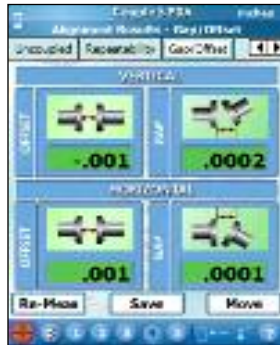 Alignment Results - Gap/Offset
Uncoupled Repeatability Gap/Offset
VERTICAL
OFFSET -.001 GAP .0002
HORIZONTAL
OFFSET .001 GAP .0001
Re-Meas Save Move